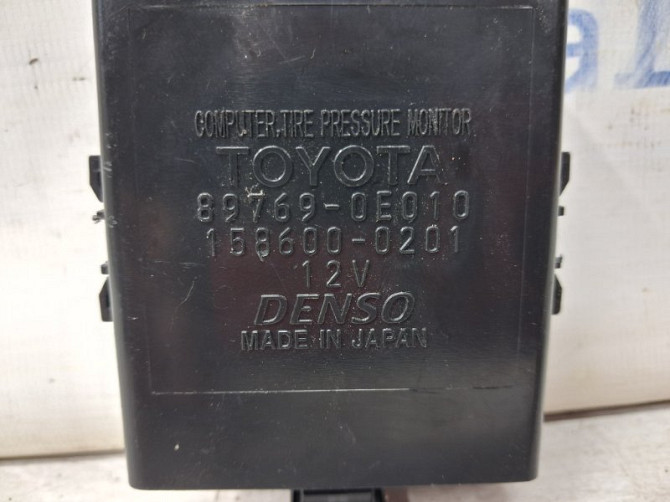 COMPUTER,TIRE PRESSURE MONITOR
TOYOTA
89769-0E010
158600-0201
12V
DENSO
MADE IN JAPAN